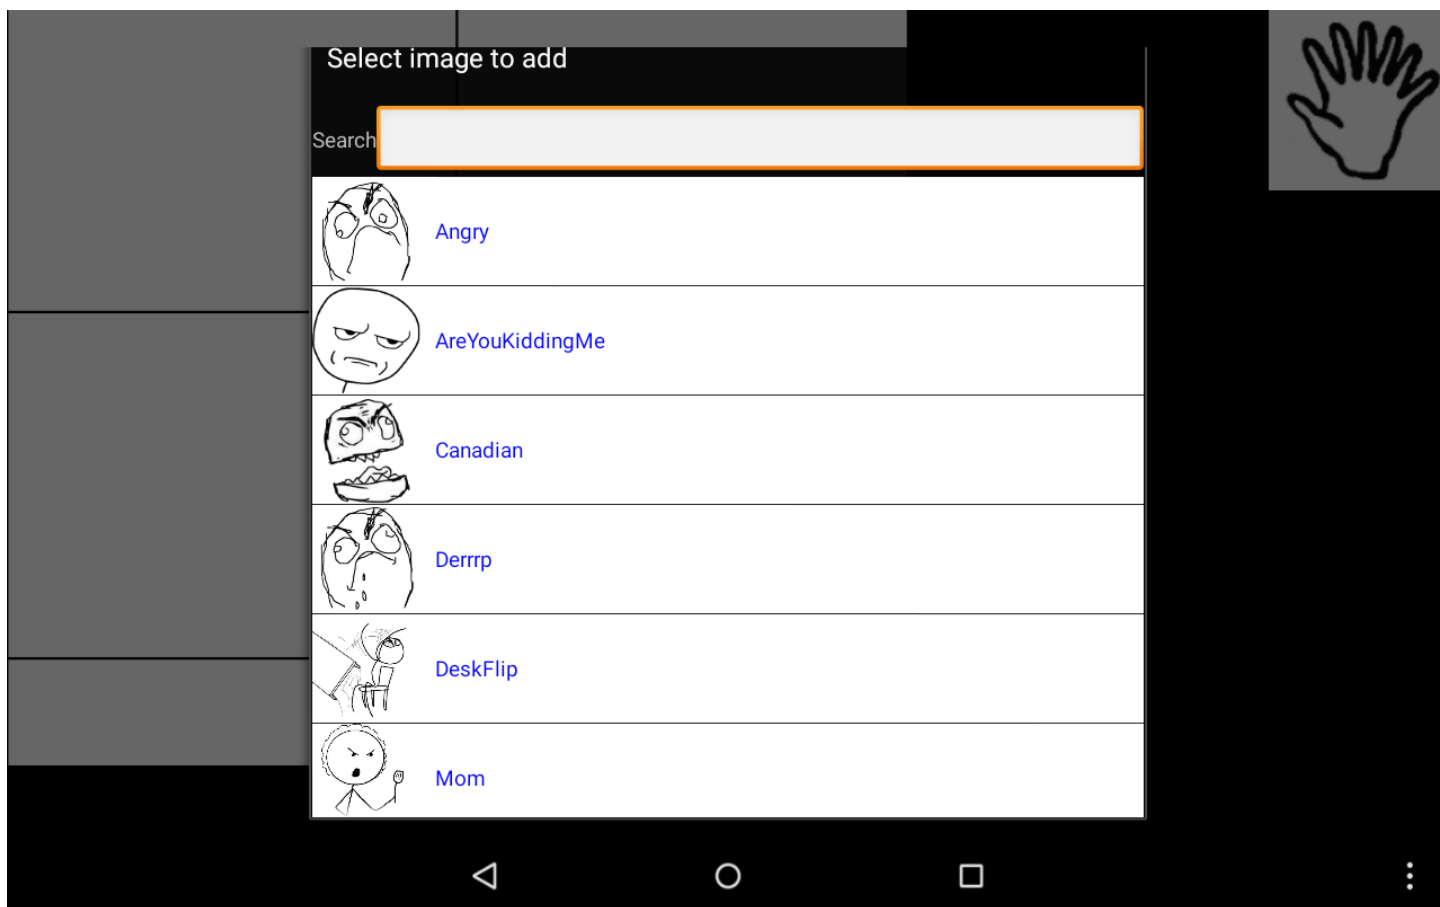 Select image to add
Search
Angry
AreYouKiddingMe
Canadian
Derrrp
DeskFlip
Mom